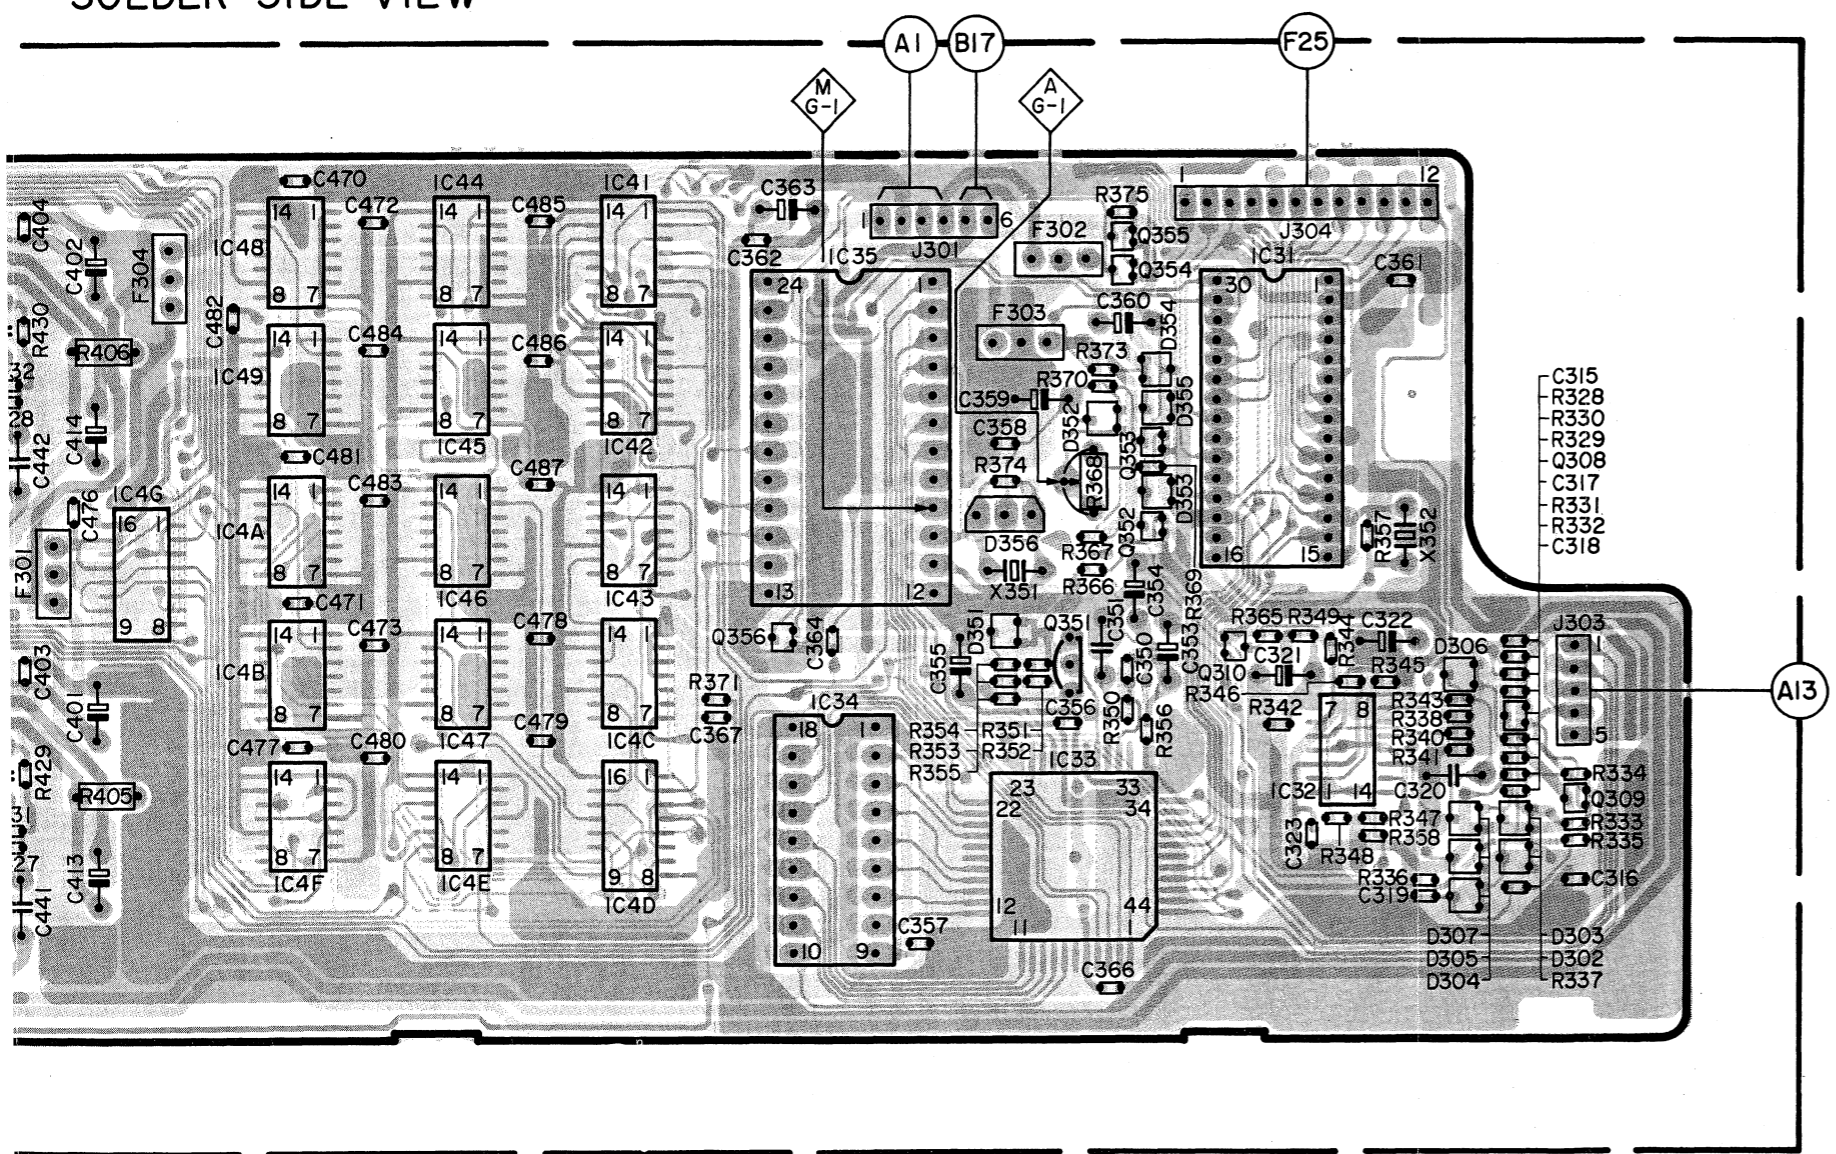 SOLDER SIDE VIEW
A1 B17 F25
M G-1
A G-1
C470 IC44 IC41 C363 R375 1 12
C404 C402 F304 IC48 14 1 C472 14 1 C485 14 1 1 6 F302 Q355 J304
8 7 8 7 8 7 C362 IC35 J301 Q354 IC31 C361
24 1 30 1
C482 R430 R406 C484 C486 F303 C360 D354
IC49 14 1 14 1 14 1 R373
R370 D355
8 7 8 7 8 7 C359 D352
C414 C442 IC45 IC42 C358 Q353
C481 C487 R374 R368 D353
C476 IC4G C483
16 1 IC4A 14 1 14 1 14 1 Q352 R357 X352
F301 8 7 8 7 8 7 D356 R367 16 15
9 8 C471 IC46 IC43 13 12 X351 R366 C354 R369
C315
R328
R330
R329
Q308
C317
R331
R332
C318
C473 C478 Q356 C364 D351 Q351 C351 C350 C353 R365 R349 R344 C322 D306 J303
C403 C401 IC4B 14 1 14 1 14 1 C355 Q310 C321 R345 1
8 7 8 7 8 7 R371 R346 A13
C477 C480 IC47 C479 IC4C C367 IC34 C356 R350 R356 R342 7 8 R343
18 1 R354 R351 R338
R353 R352 IC33 R340 5
R355 R341
R429 R405 14 1 14 1 16 1 23 33 IC32 1 14 C320 R334
22 34 Q309
C323 R347 R333
8 7 8 7 9 8 R348 R358 R335
C413 C441 27 IC4F IC4E IC4D 12 44 R336 C316
11 1 C319
10 9 C357 D307 D303
D305 D302
C366 D304 R337